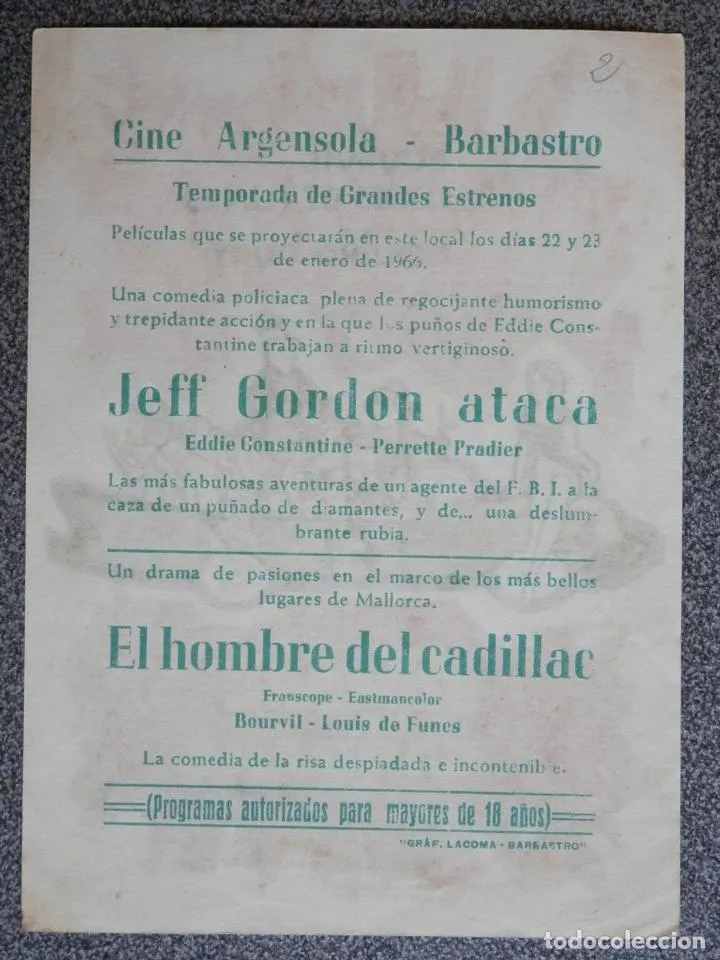 2
Cine Argensola - Barbastro
Temporada de Grandes Estrenos
Películas que se proyectarán en este local los días 22 y 23
de enero de 1966.
Una comedia policiaca plena de regocijante humorismo
y trepidante acción y en la que los puños de Eddie Cons-
tantine trabajan a ritmo vertiginoso.
Jeff Gordon ataca
Eddie Constantine - Perrette Pradier
Las más fabulosas aventuras de un agente del F. B. I. a la
caza de un puñado de diamantes, y de... una deslum-
brante rubia.
Un drama de pasiones en el marco de los más bellos
lugares de Mallorca.
El hombre del cadillac
Franscope - Eastmancolor
Bourvil - Louis de Funes
La comedia de la risa despiadada e incontenible.
(Programas autorizados para mayores de 18 años)
"GRÁF. LACOMA - BARBASTRO"
todocoleccion